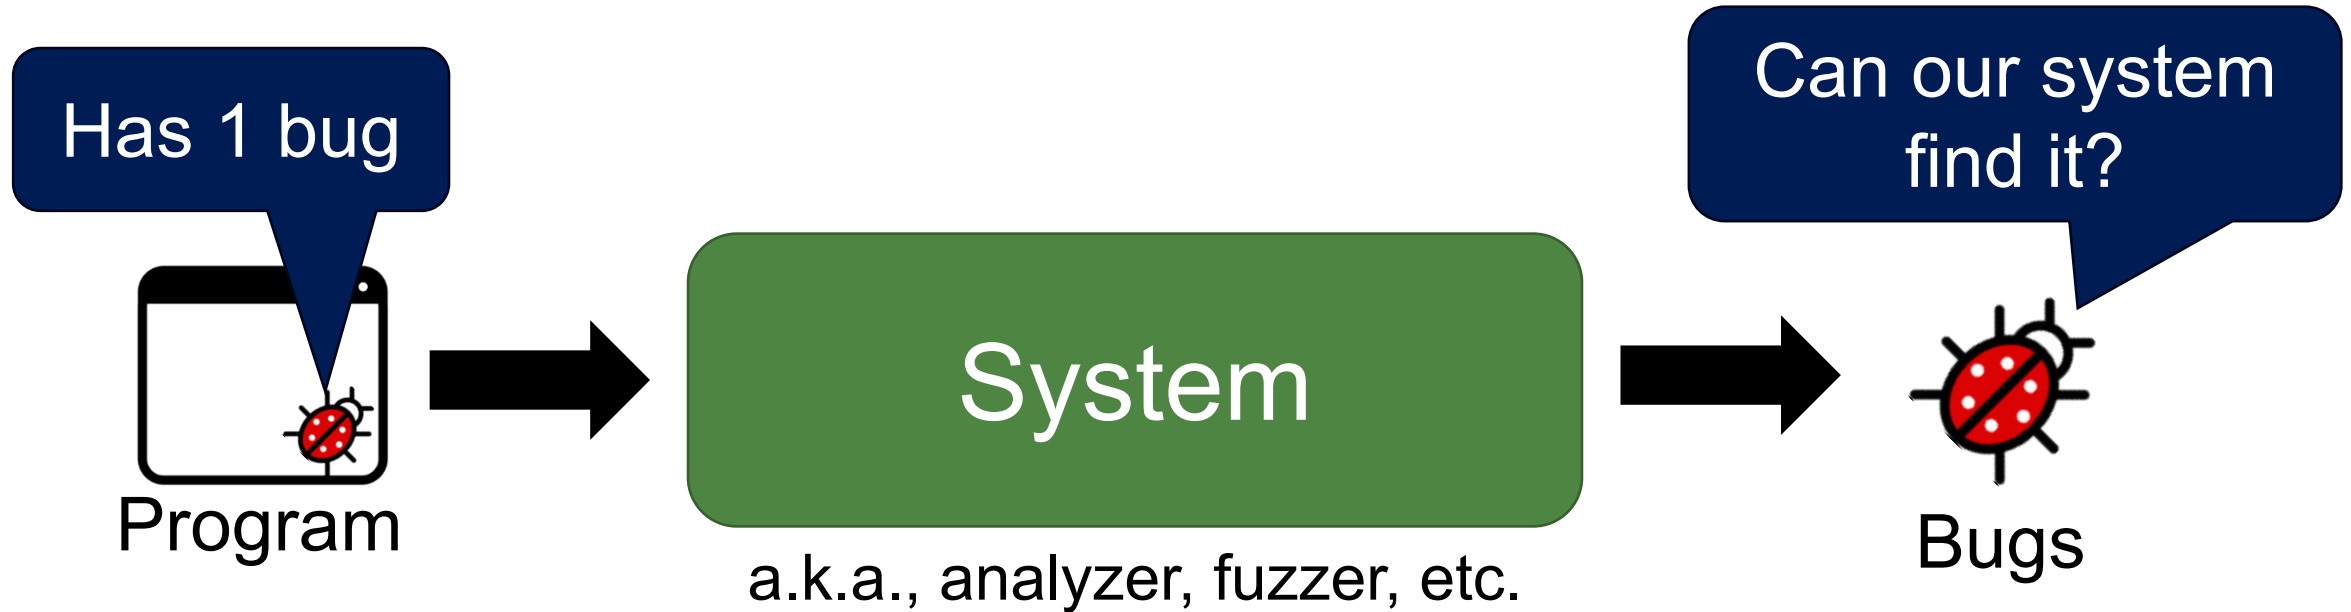 Has 1 bug
Can our system
find it?
System
Program
Bugs
a.k.a., analyzer, fuzzer, etc.